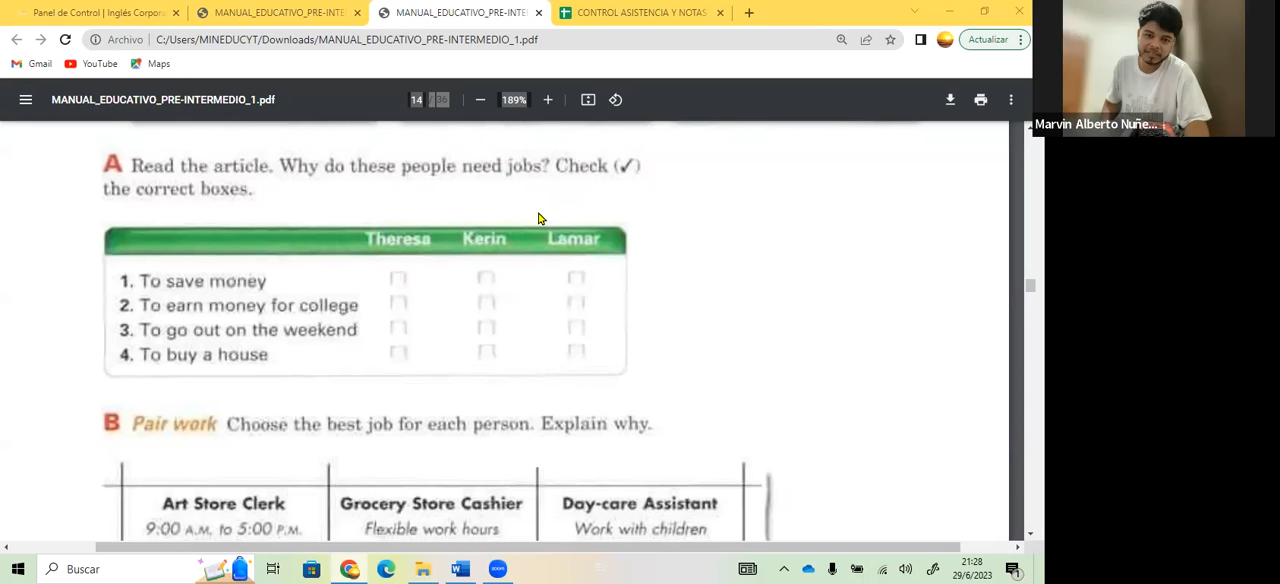 Panel de Control | Inglés Corpora
MANUAL_EDUCATIVO_PRE-INTE
MANUAL_EDUCATIVO_PRE-INTE
CONTROL ASISTENCIA Y NOTAS
Archivo
C:/Users/MINEDUCYT/Downloads/MANUAL_EDUCATIVO_PRE-INTERMEDIO_1.pdf
Actualizar
Gmail
YouTube
Maps
MANUAL_EDUCATIVO_PRE-INTERMEDIO_1.pdf
14 / 36
189%
Marvin Alberto Nuñe...
A Read the article. Why do these people need jobs? Check (✓)
the correct boxes.
Theresa Kerin Lamar
1. To save money
2. To earn money for college
3. To go out on the weekend
4. To buy a house
B Pair work Choose the best job for each person. Explain why.
Art Store Clerk Grocery Store Cashier Day-care Assistant
9:00 A.M. to 5:00 P.M. Flexible work hours Work with children
Buscar
21:28
29/6/2023